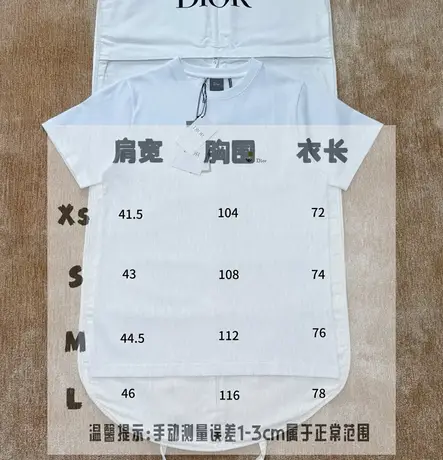 DIOR
Dior
肩宽 胸围 衣长
Dior
XS 41.5 104 72
S 43 108 74
M 44.5 112 76
L 46 116 78
温馨提示:手动测量误差1-3cm属于正常范围